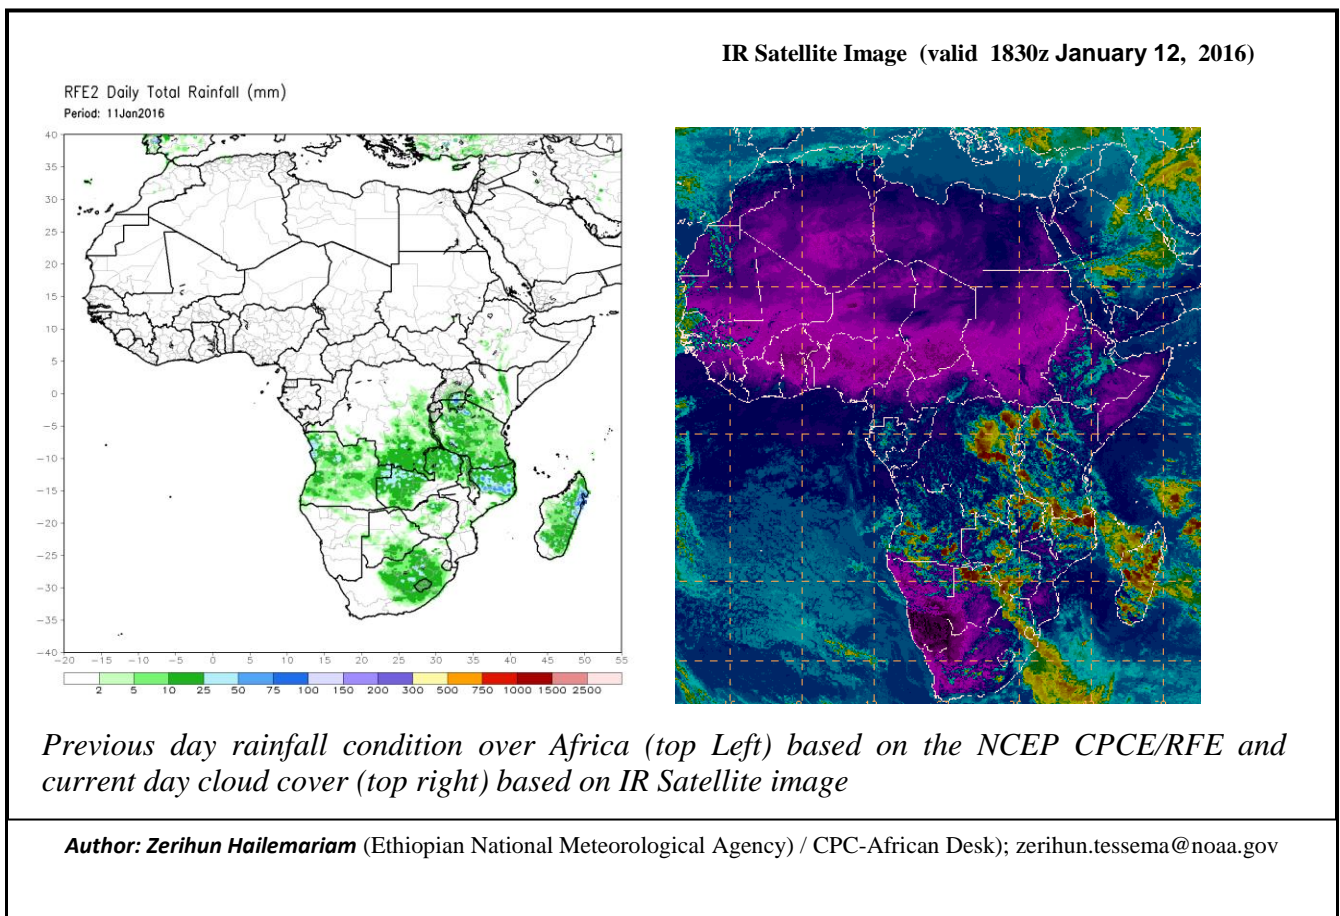 IR Satellite Image (valid 1830z January 12, 2016)
RFE2 Daily Total Rainfall (mm)
Period: 11Jan2016
40
35
30
25
20
15
10
5
0
-5
-10
-15
-20
-25
-30
-35
-40
-20 -15 -10 -5 0 5 10 15 20 25 30 35 40 45 50 55
2 5 10 25 50 75 100 150 200 300 500 750 1000 1500 2500
Previous day rainfall condition over Africa (top Left) based on the NCEP CPCE/RFE and
current day cloud cover (top right) based on IR Satellite image
Author: Zerihun Hailemariam (Ethiopian National Meteorological Agency) / CPC-African Desk); zerihun.tessema@noaa.gov